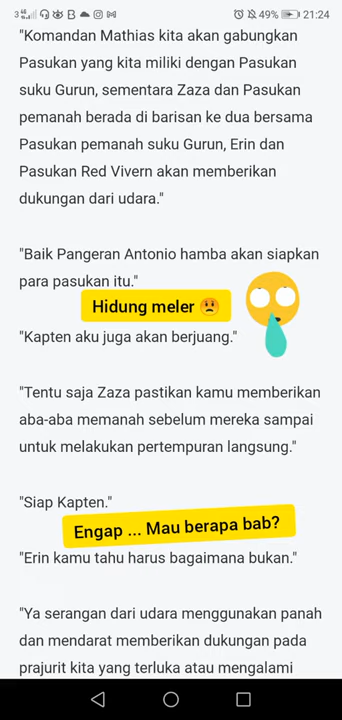 3 49% 21:24
"Komandan Mathias kita akan gabungkan
Pasukan yang kita miliki dengan Pasukan
suku Gurun, sementara Zaza dan Pasukan
pemanah berada di barisan ke dua bersama
Pasukan pemanah suku Gurun, Erin dan
Pasukan Red Vivern akan memberikan
dukungan dari udara."
"Baik Pangeran Antonio hamba akan siapkan
para pasukan itu."
Hidung meler 😟
"Kapten aku juga akan berjuang."
"Tentu saja Zaza pastikan kamu memberikan
aba-aba memanah sebelum mereka sampai
untuk melakukan pertempuran langsung."
"Siap Kapten."
Engap ... Mau berapa bab?
"Erin kamu tahu harus bagaimana bukan."
"Ya serangan dari udara menggunakan panah
dan mendarat memberikan dukungan pada
prajurit kita yang terluka atau mengalami